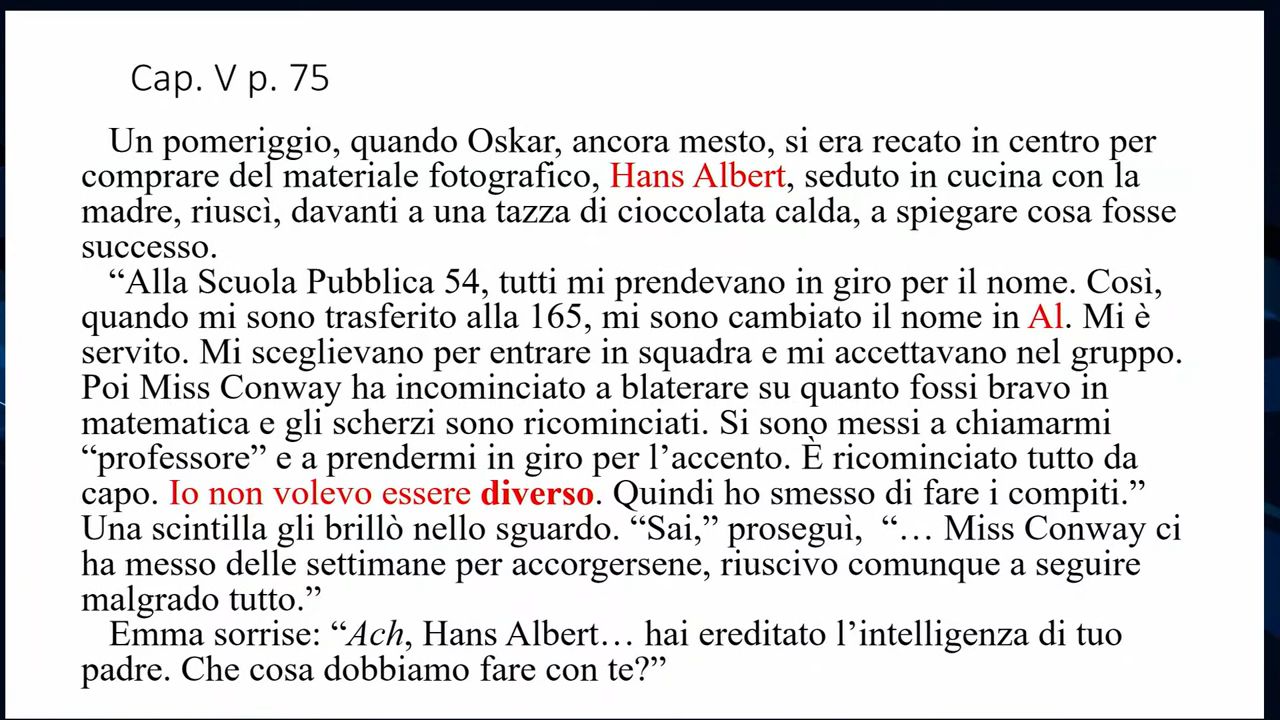 Cap. V p. 75
Un pomeriggio, quando Oskar, ancora mesto, si era recato in centro per
comprare del materiale fotografico, Hans Albert, seduto in cucina con la
madre, riuscì, davanti a una tazza di cioccolata calda, a spiegare cosa fosse
successo.
“Alla Scuola Pubblica 54, tutti mi prendevano in giro per il nome. Così,
quando mi sono trasferito alla 165, mi sono cambiato il nome in Al. Mi è
servito. Mi sceglievano per entrare in squadra e mi accettavano nel gruppo.
Poi Miss Conway ha incominciato a blaterare su quanto fossi bravo in
matematica e gli scherzi sono ricominciati. Si sono messi a chiamarmi
“professore” e a prendermi in giro per l’accento. È ricominciato tutto da
capo. Io non volevo essere diverso. Quindi ho smesso di fare i compiti.”
Una scintilla gli brillò nello sguardo. “Sai,” proseguì, “… Miss Conway ci
ha messo delle settimane per accorgersene, riuscivo comunque a seguire
malgrado tutto.”
Emma sorrise: “Ach, Hans Albert… hai ereditato l’intelligenza di tuo
padre. Che cosa dobbiamo fare con te?”